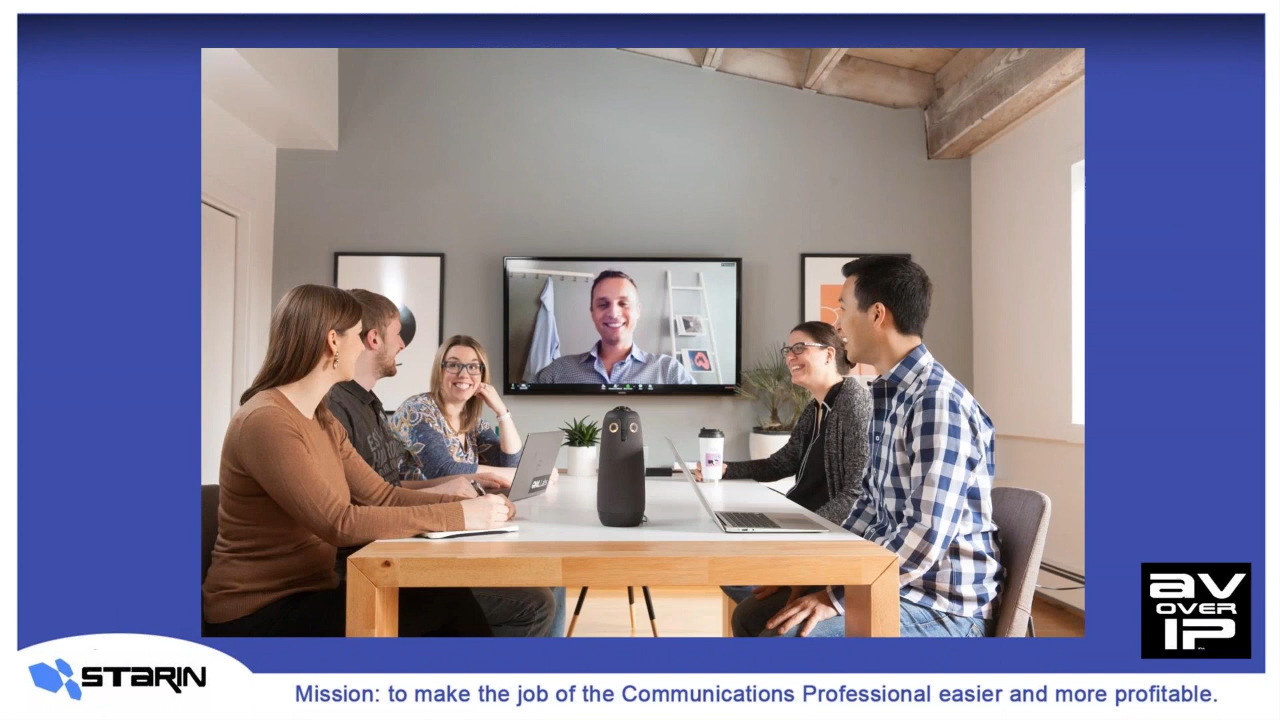 av
OVER
IP
STARIN
Mission: to make the job of the Communications Professional easier and more profitable.